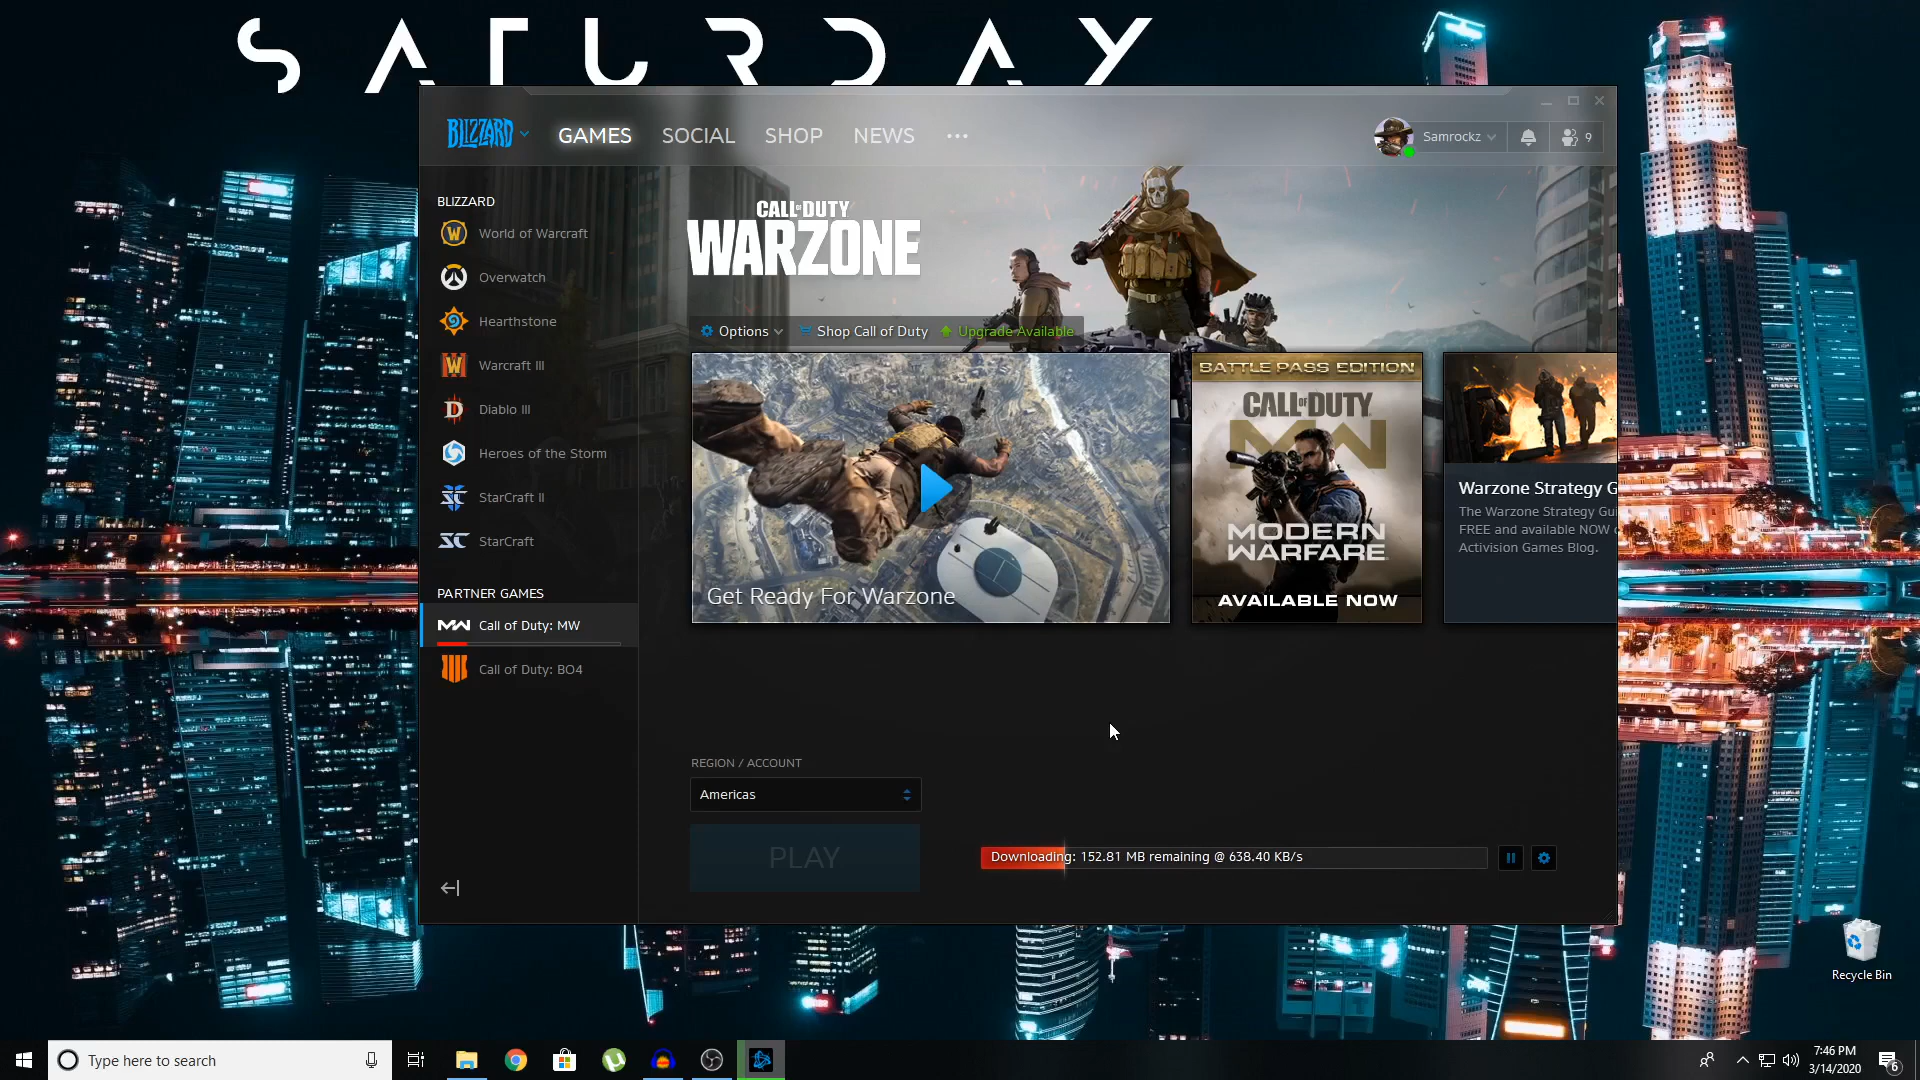 SATURDAY
BLIZZARD
GAMES
SOCIAL
SHOP
NEWS
Samrockz
9
BLIZZARD
World of Warcraft
Overwatch
Hearthstone
Warcraft III
Diablo III
Heroes of the Storm
StarCraft II
StarCraft
PARTNER GAMES
MW Call of Duty: MW
Call of Duty: BO4
CALL OF DUTY
WARZONE
Options
Shop Call of Duty
Upgrade Available
Get Ready For Warzone
BATTLE PASS EDITION
CALL OF DUTY
MW
MODERN
WARFARE
AVAILABLE NOW
Warzone Strategy G
The Warzone Strategy Gui
FREE and available NOW o
Activision Games Blog.
REGION / ACCOUNT
Americas
PLAY
Downloading: 152.81 MB remaining @ 638.40 KB/s
Recycle Bin
Type here to search
7:46 PM
3/14/2020
6